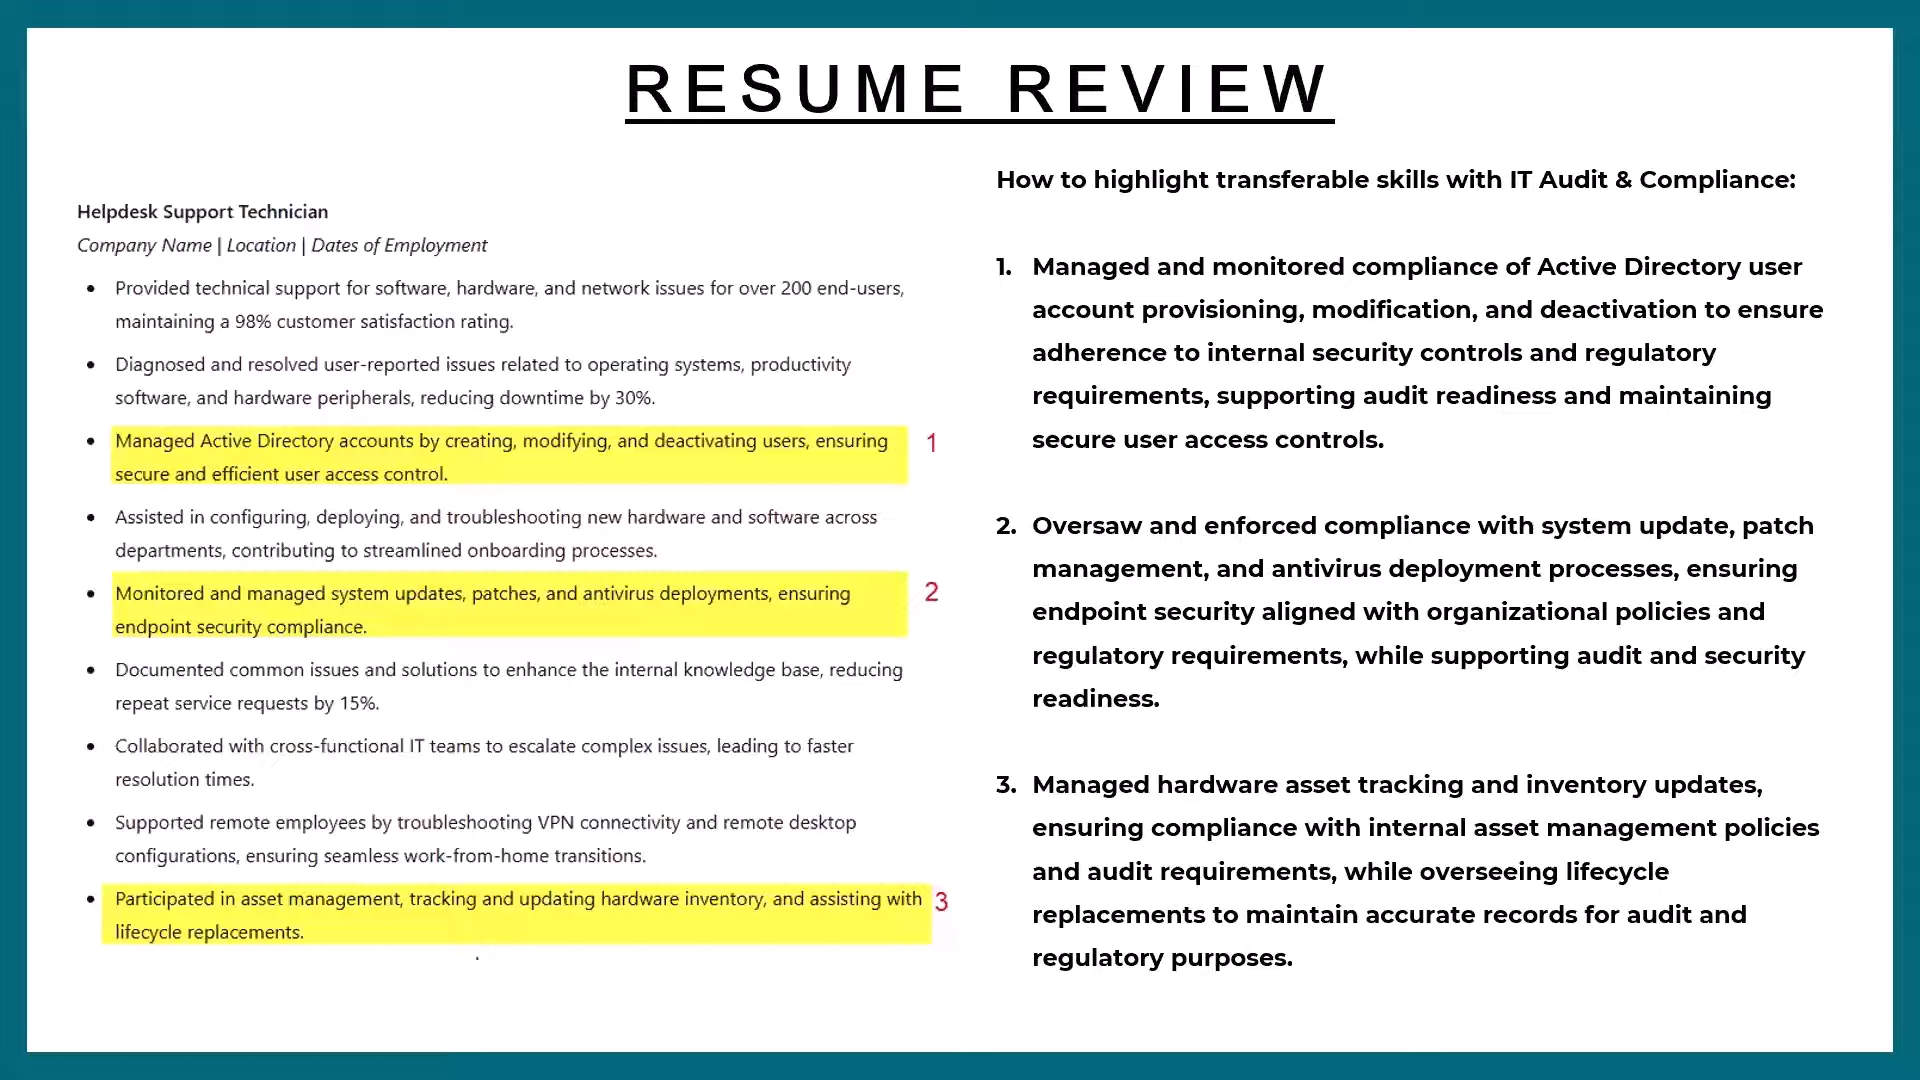 RESUME REVIEW
Helpdesk Support Technician
Company Name | Location | Dates of Employment
• Provided technical support for software, hardware, and network issues for over 200 end-users,
maintaining a 98% customer satisfaction rating.
• Diagnosed and resolved user-reported issues related to operating systems, productivity
software, and hardware peripherals, reducing downtime by 30%.
• Managed Active Directory accounts by creating, modifying, and deactivating users, ensuring 1
secure and efficient user access control.
• Assisted in configuring, deploying, and troubleshooting new hardware and software across
departments, contributing to streamlined onboarding processes.
• Monitored and managed system updates, patches, and antivirus deployments, ensuring 2
endpoint security compliance.
• Documented common issues and solutions to enhance the internal knowledge base, reducing
repeat service requests by 15%.
• Collaborated with cross-functional IT teams to escalate complex issues, leading to faster
resolution times.
• Supported remote employees by troubleshooting VPN connectivity and remote desktop
configurations, ensuring seamless work-from-home transitions.
• Participated in asset management, tracking and updating hardware inventory, and assisting with 3
lifecycle replacements.
How to highlight transferable skills with IT Audit & Compliance:
1. Managed and monitored compliance of Active Directory user
account provisioning, modification, and deactivation to ensure
adherence to internal security controls and regulatory
requirements, supporting audit readiness and maintaining
secure user access controls.
2. Oversaw and enforced compliance with system update, patch
management, and antivirus deployment processes, ensuring
endpoint security aligned with organizational policies and
regulatory requirements, while supporting audit and security
readiness.
3. Managed hardware asset tracking and inventory updates,
ensuring compliance with internal asset management policies
and audit requirements, while overseeing lifecycle
replacements to maintain accurate records for audit and
regulatory purposes.